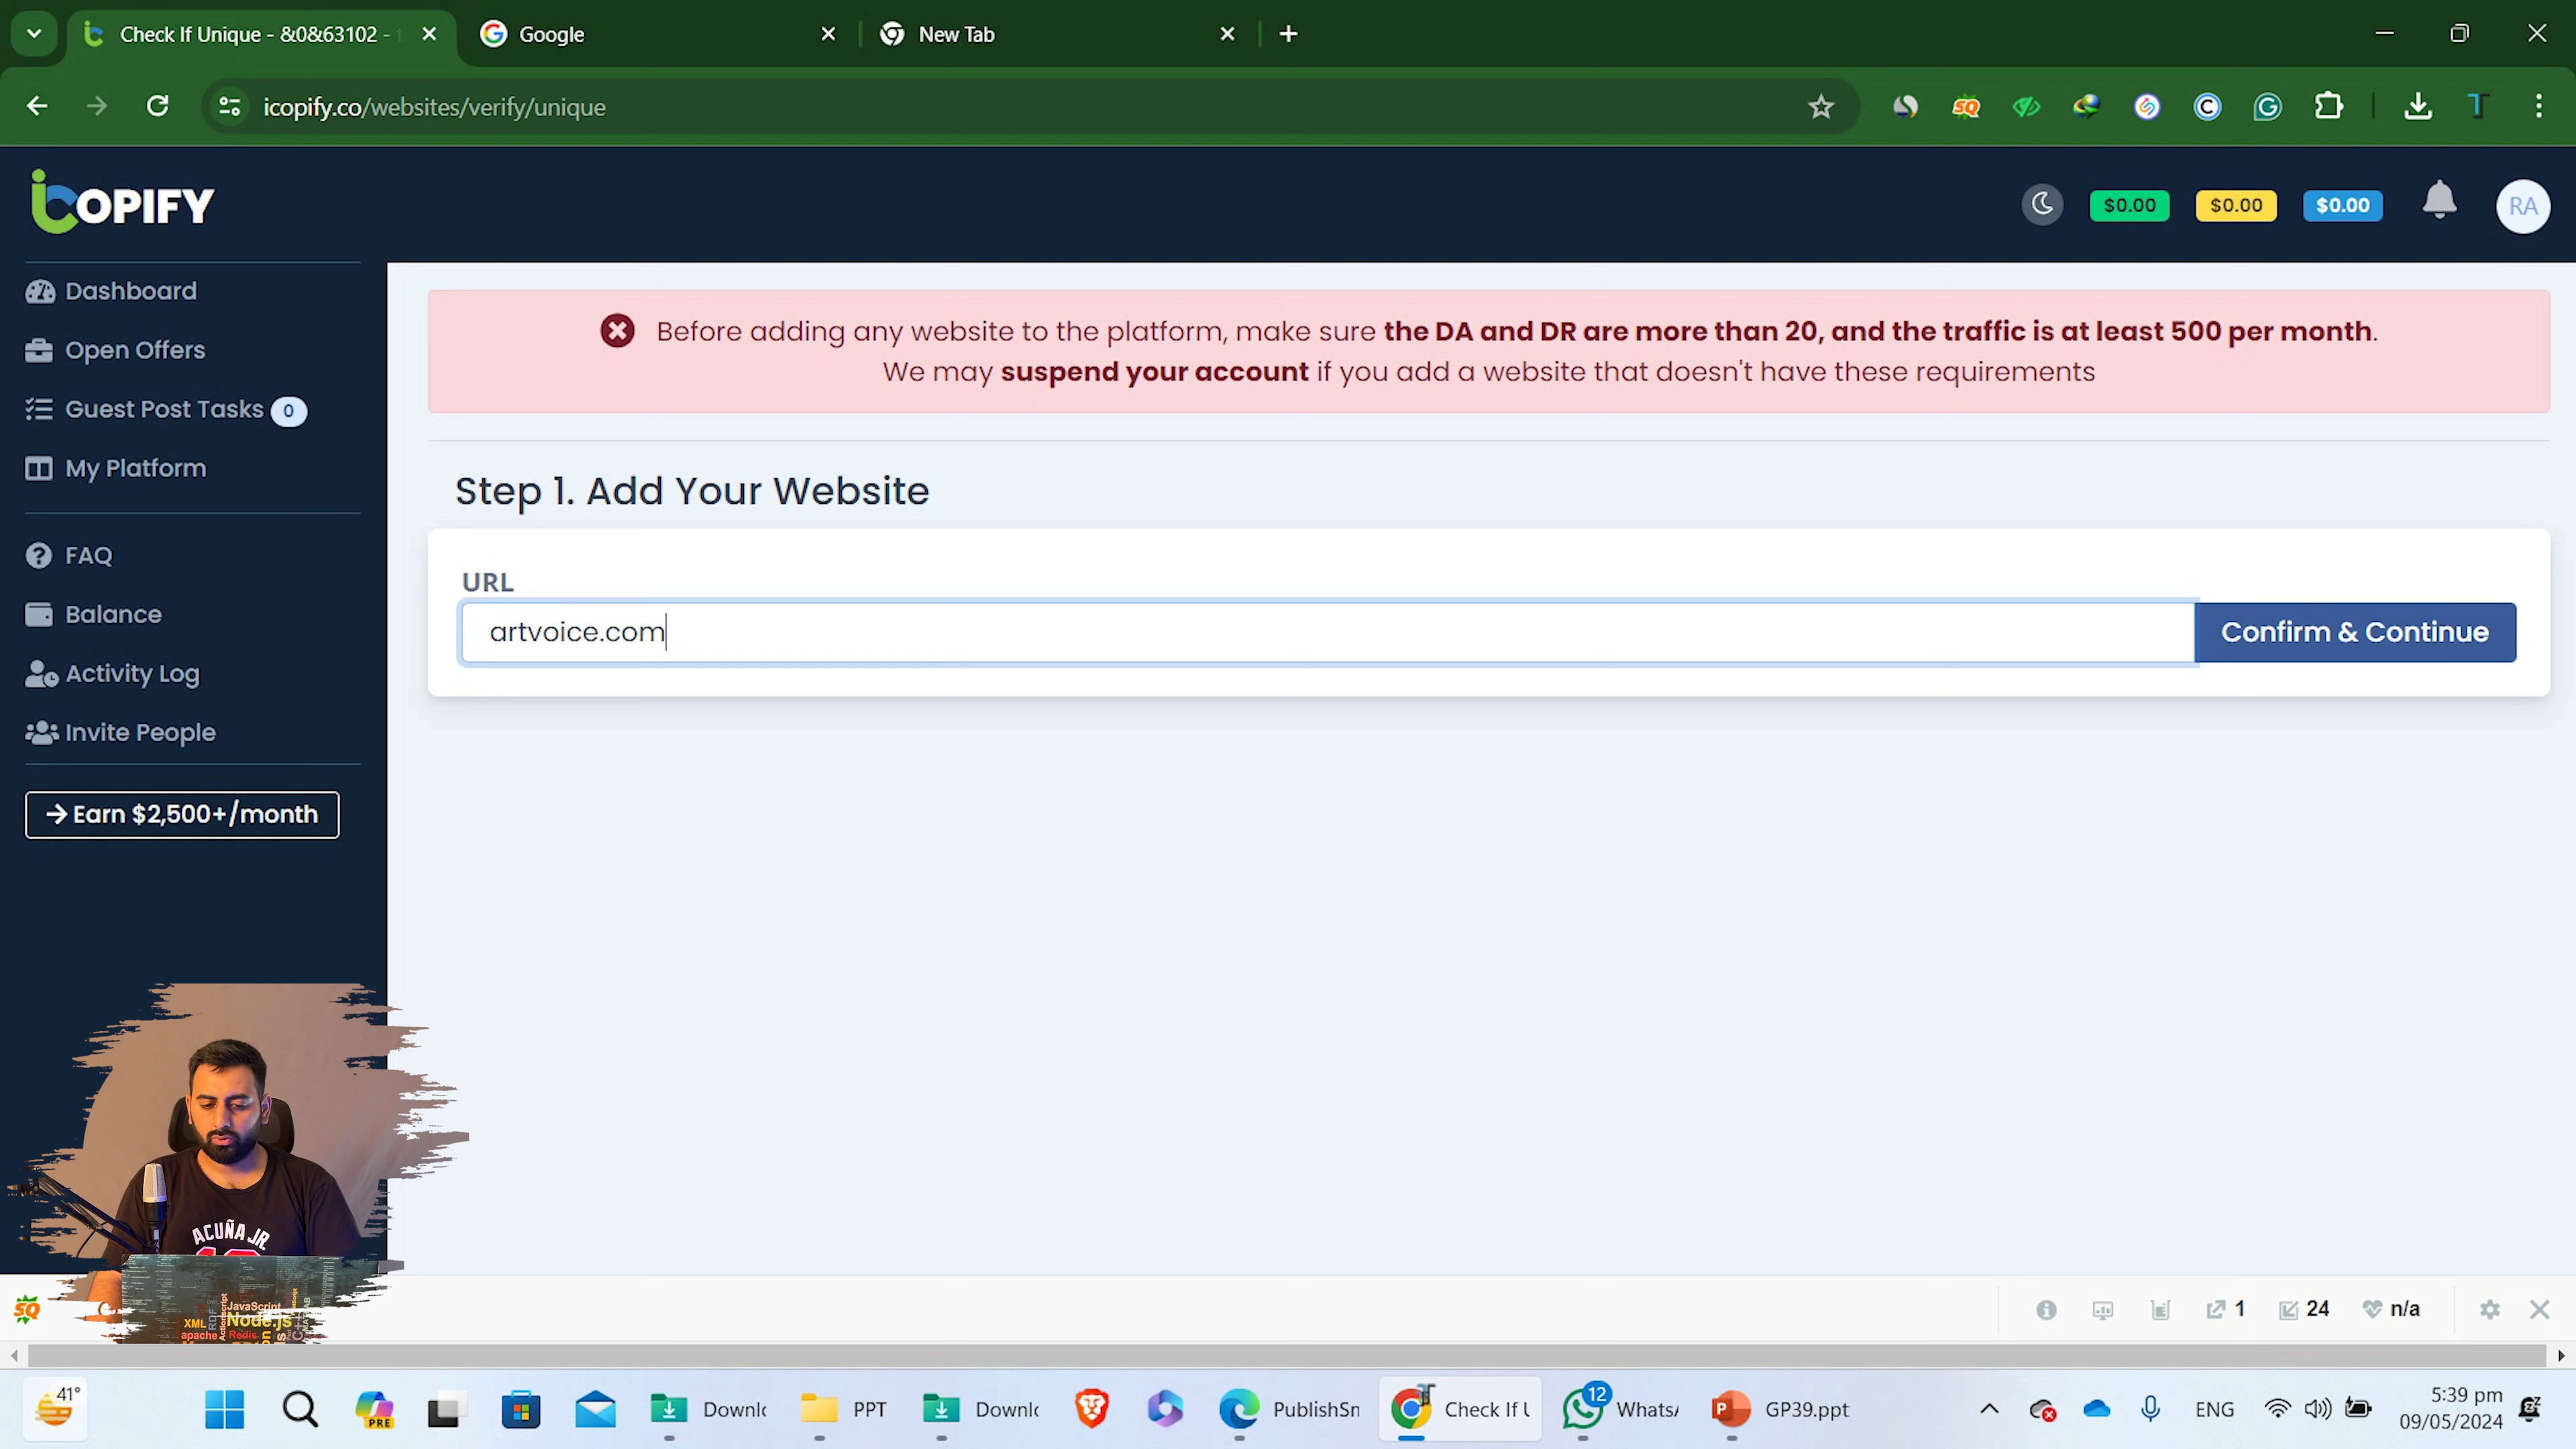 Check If Unique - &0&63102 -
Google
New Tab
icopify.co/websites/verify/unique
iCOPIFY
$0.00
$0.00
$0.00
RA
Dashboard
Open Offers
Guest Post Tasks 0
My Platform
FAQ
Balance
Activity Log
Invite People
Earn $2,500+/month
Before adding any website to the platform, make sure the DA and DR are more than 20, and the traffic is at least 500 per month.
We may suspend your account if you add a website that doesn't have these requirements
Step 1. Add Your Website
URL
artvoice.com
Confirm & Continue
ACUÑA JR.
JavaScript
XML
Node.js
apache
Redis
SQ
1
24
n/a
41°
PRE
Downlo
PPT
Downlo
PublishSn
Check If U
12
Whats
GP39.ppt
ENG
5:39 pm
09/05/2024